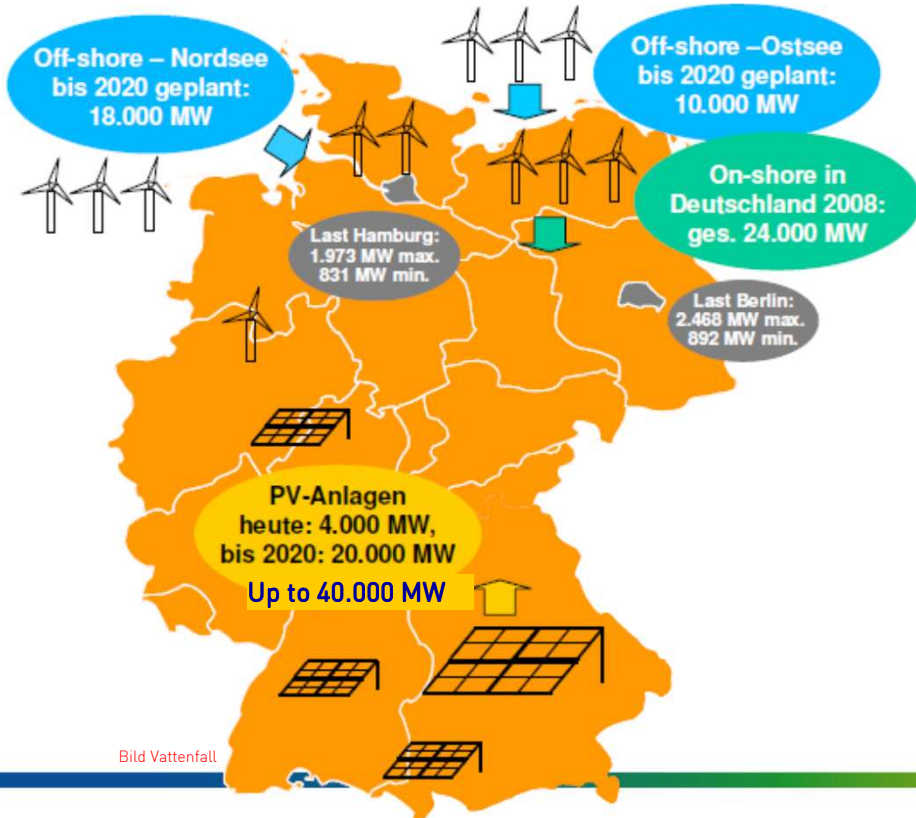 Off-shore – Nordsee
bis 2020 geplant:
18.000 MW
Off-shore –Ostsee
bis 2020 geplant:
10.000 MW
On-shore in
Deutschland 2008:
ges. 24.000 MW
Last Hamburg:
1.973 MW max.
831 MW min.
Last Berlin:
2.468 MW max.
892 MW min.
PV-Anlagen
heute: 4.000 MW,
bis 2020: 20.000 MW
Up to 40.000 MW
Bild Vattenfall